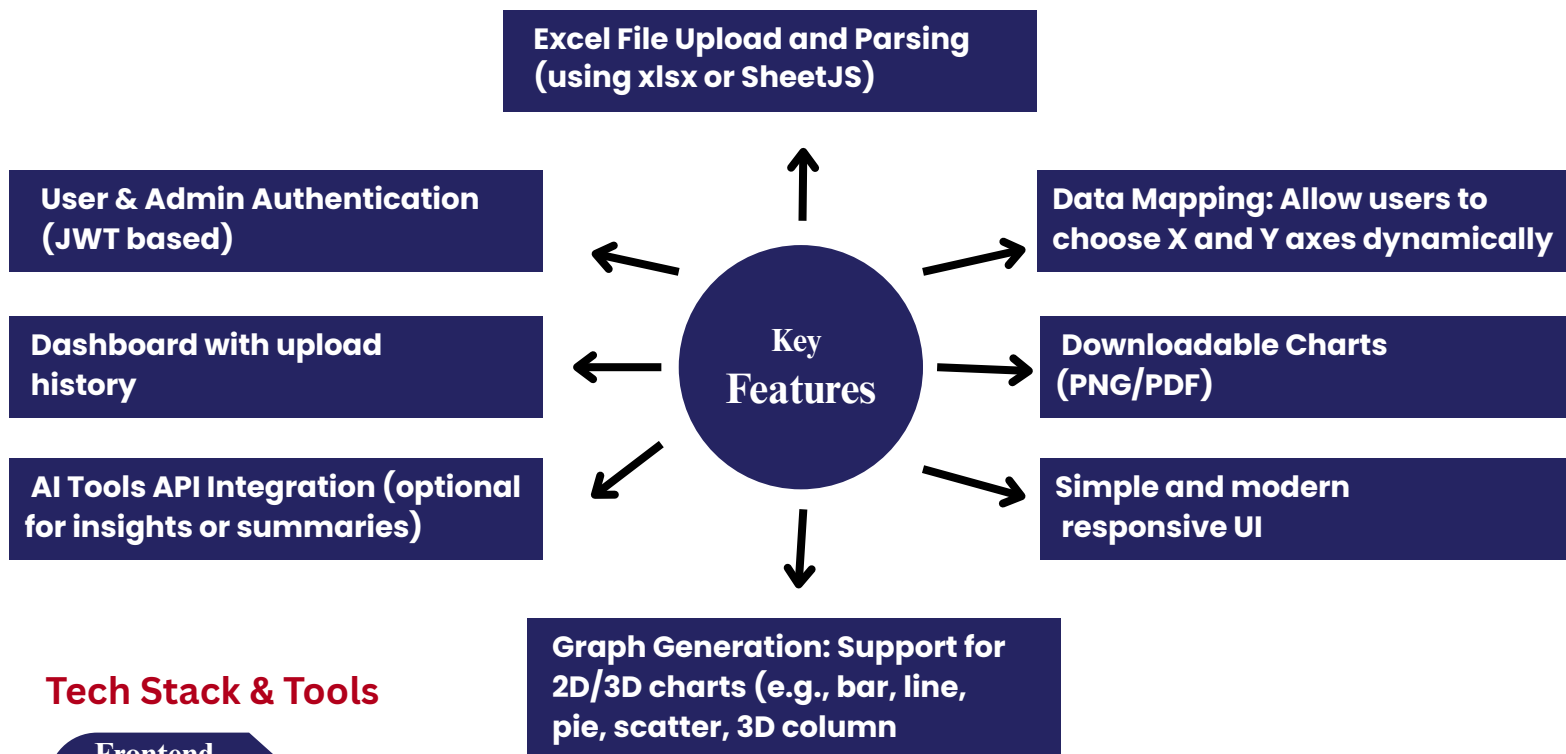 Excel File Upload and Parsing
(using xlsx or SheetJS)
User & Admin Authentication
(JWT based)
Data Mapping: Allow users to
choose X and Y axes dynamically
Dashboard with upload
history
Key
Features
Downloadable Charts
(PNG/PDF)
AI Tools API Integration (optional
for insights or summaries)
Simple and modern
responsive UI
Graph Generation: Support for
2D/3D charts (e.g., bar, line,
pie, scatter, 3D column
Tech Stack & Tools
Frontend